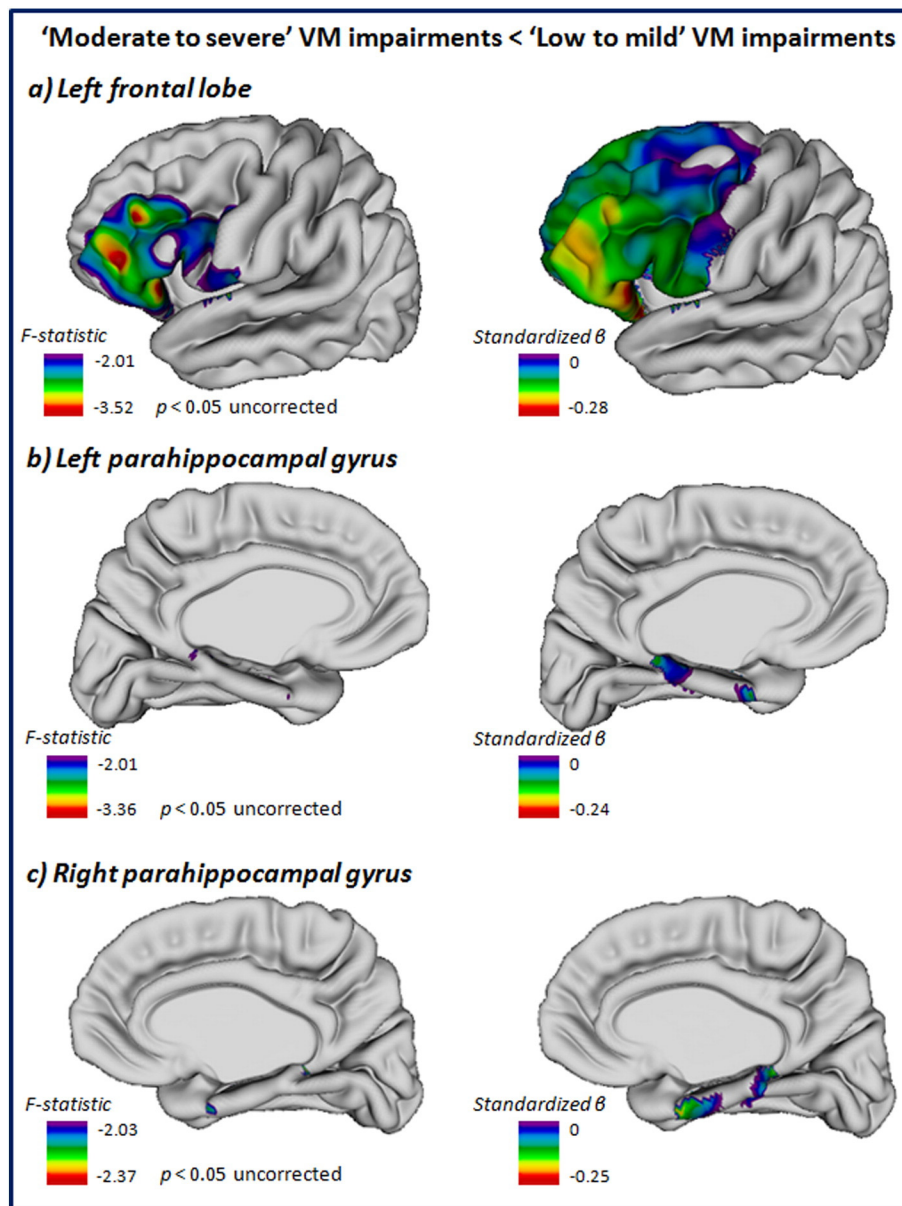 'Moderate to severe' VM impairments < 'Low to mild' VM impairments
a) Left frontal lobe
F-statistic
-2.01
-3.52
p < 0.05 uncorrected
Standardized β
0
-0.28
b) Left parahippocampal gyrus
F-statistic
-2.01
-3.36
p < 0.05 uncorrected
Standardized β
0
-0.24
c) Right parahippocampal gyrus
F-statistic
-2.03
-2.37
p < 0.05 uncorrected
Standardized β
0
-0.25